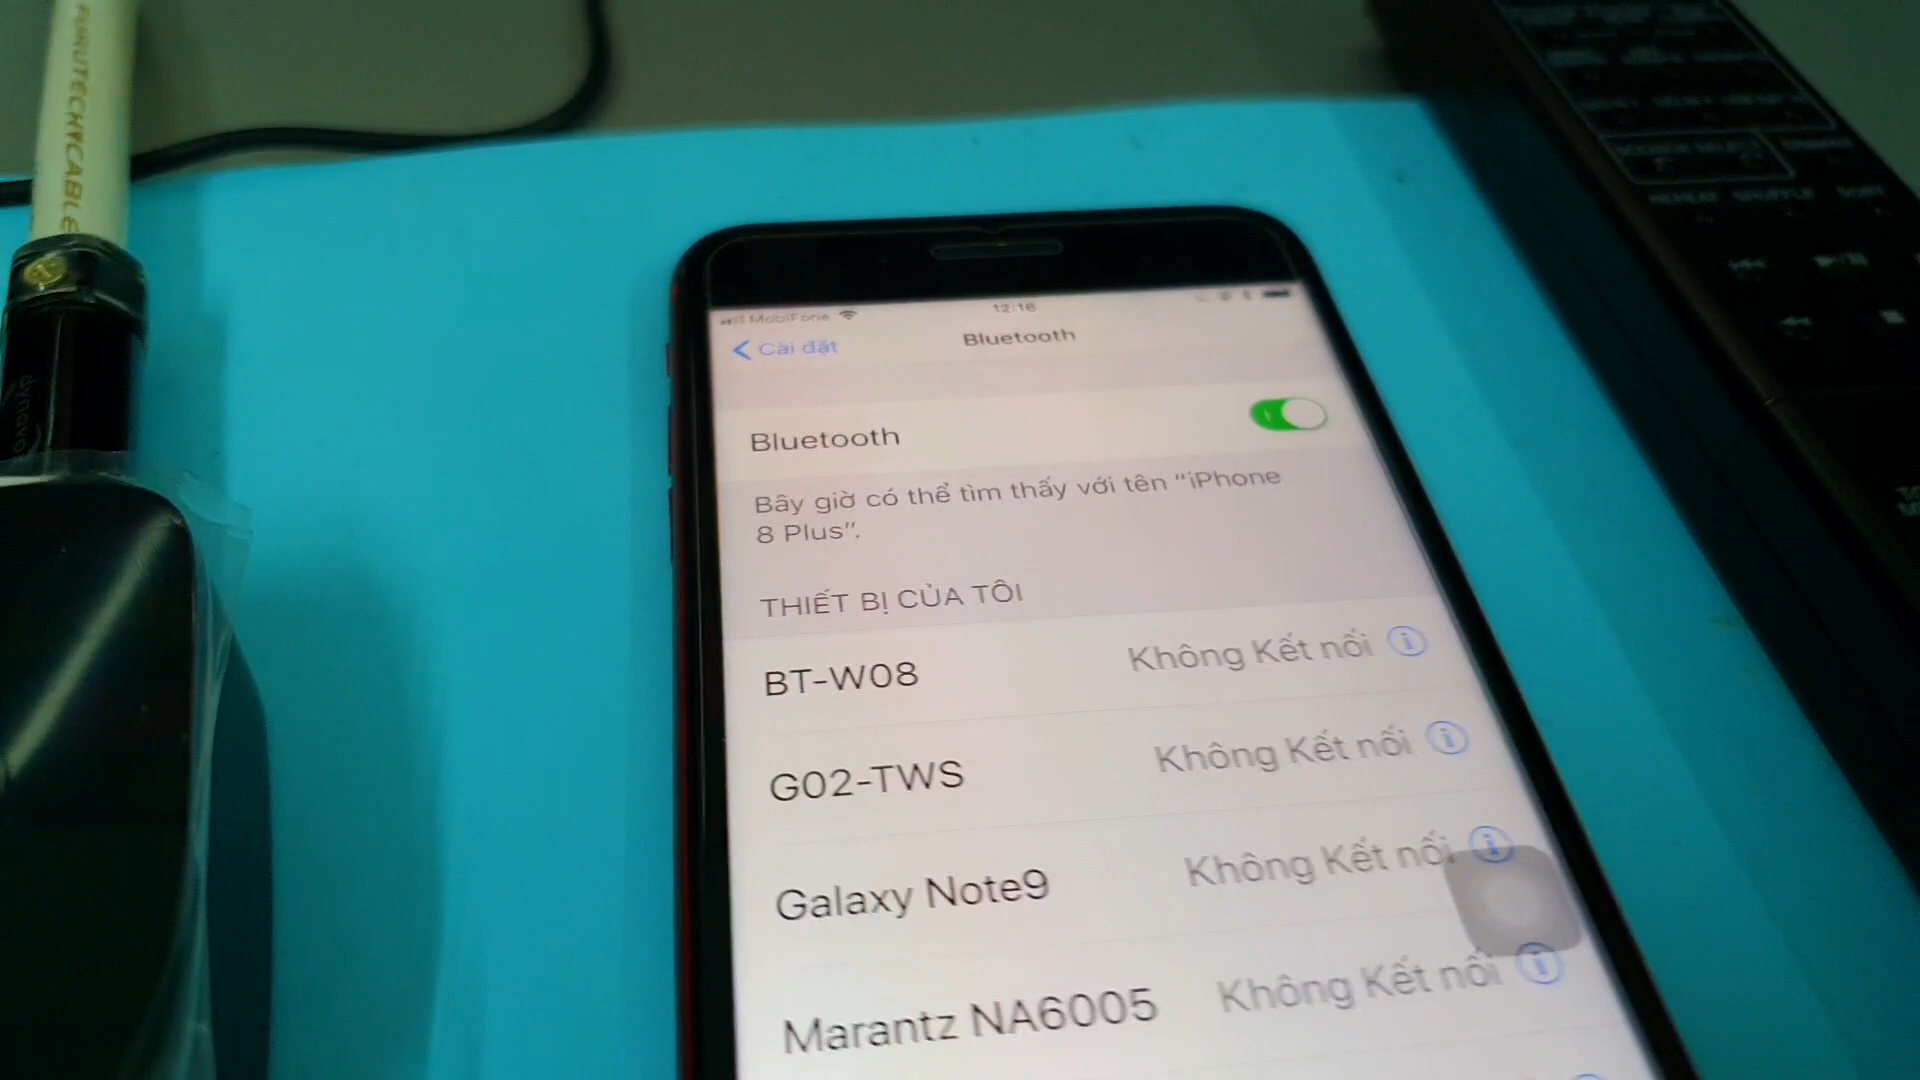 FURUTECH CABLE
MobiFone
12:16
Cài đặt
Bluetooth
Bluetooth
Bây giờ có thể tìm thấy với tên “iPhone
8 Plus”.
THIẾT BỊ CỦA TÔI
BT-W08
Không Kết nối
G02-TWS
Không Kết nối
Galaxy Note9
Không Kết nối
Marantz NA6005
Không Kết nối
REPEAT
SHUFFLE